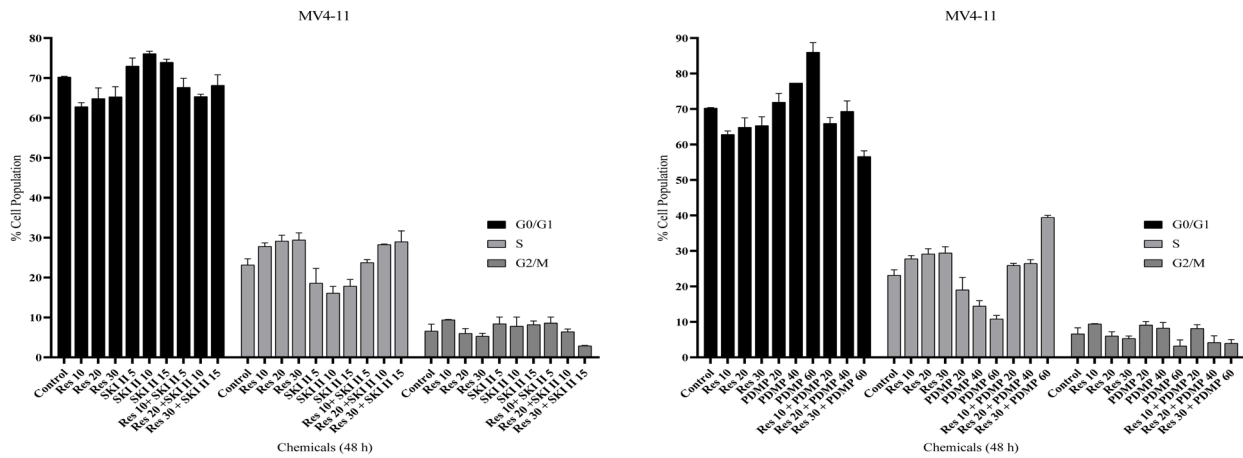 MV4-11
% Cell Population
80
70
60
50
40
30
20
10
0
G0/G1
S
G2/M
Control
Res 10
Res 20
Res 30
SKI II 5
SKI II 10
SKI II 15
Res 10+ SKI II 5
Res 20 +SKI II 10
Res 30 + SKI II 15
Control
Res 10
Res 20
Res 30
SKI II 5
SKI II 10
SKI II 15
Res 10+ SKI II 5
Res 20 +SKI II 10
Res 30 + SKI II 15
Control
Res 10
Res 20
Res 30
SKI II 5
SKI II 10
SKI II 15
Res 10+ SKI II 5
Res 20 +SKI II 10
Res 30 + SKI II 15
Chemicals (48 h)
MV4-11
% Cell Population
90
80
70
60
50
40
30
20
10
0
G0/G1
S
G2/M
Control
Res 10
Res 20
Res 30
PDMP 20
PDMP 40
PDMP 60
Res 10 + PDMP 20
Res 20 + PDMP 40
Res 30 + PDMP 60
Control
Res 10
Res 20
Res 30
PDMP 20
PDMP 40
PDMP 60
Res 10 + PDMP 20
Res 20 + PDMP 40
Res 30 + PDMP 60
Control
Res 10
Res 20
Res 30
PDMP 20
PDMP 40
PDMP 60
Res 10 + PDMP 20
Res 20 + PDMP 40
Res 30 + PDMP 60
Chemicals (48 h)